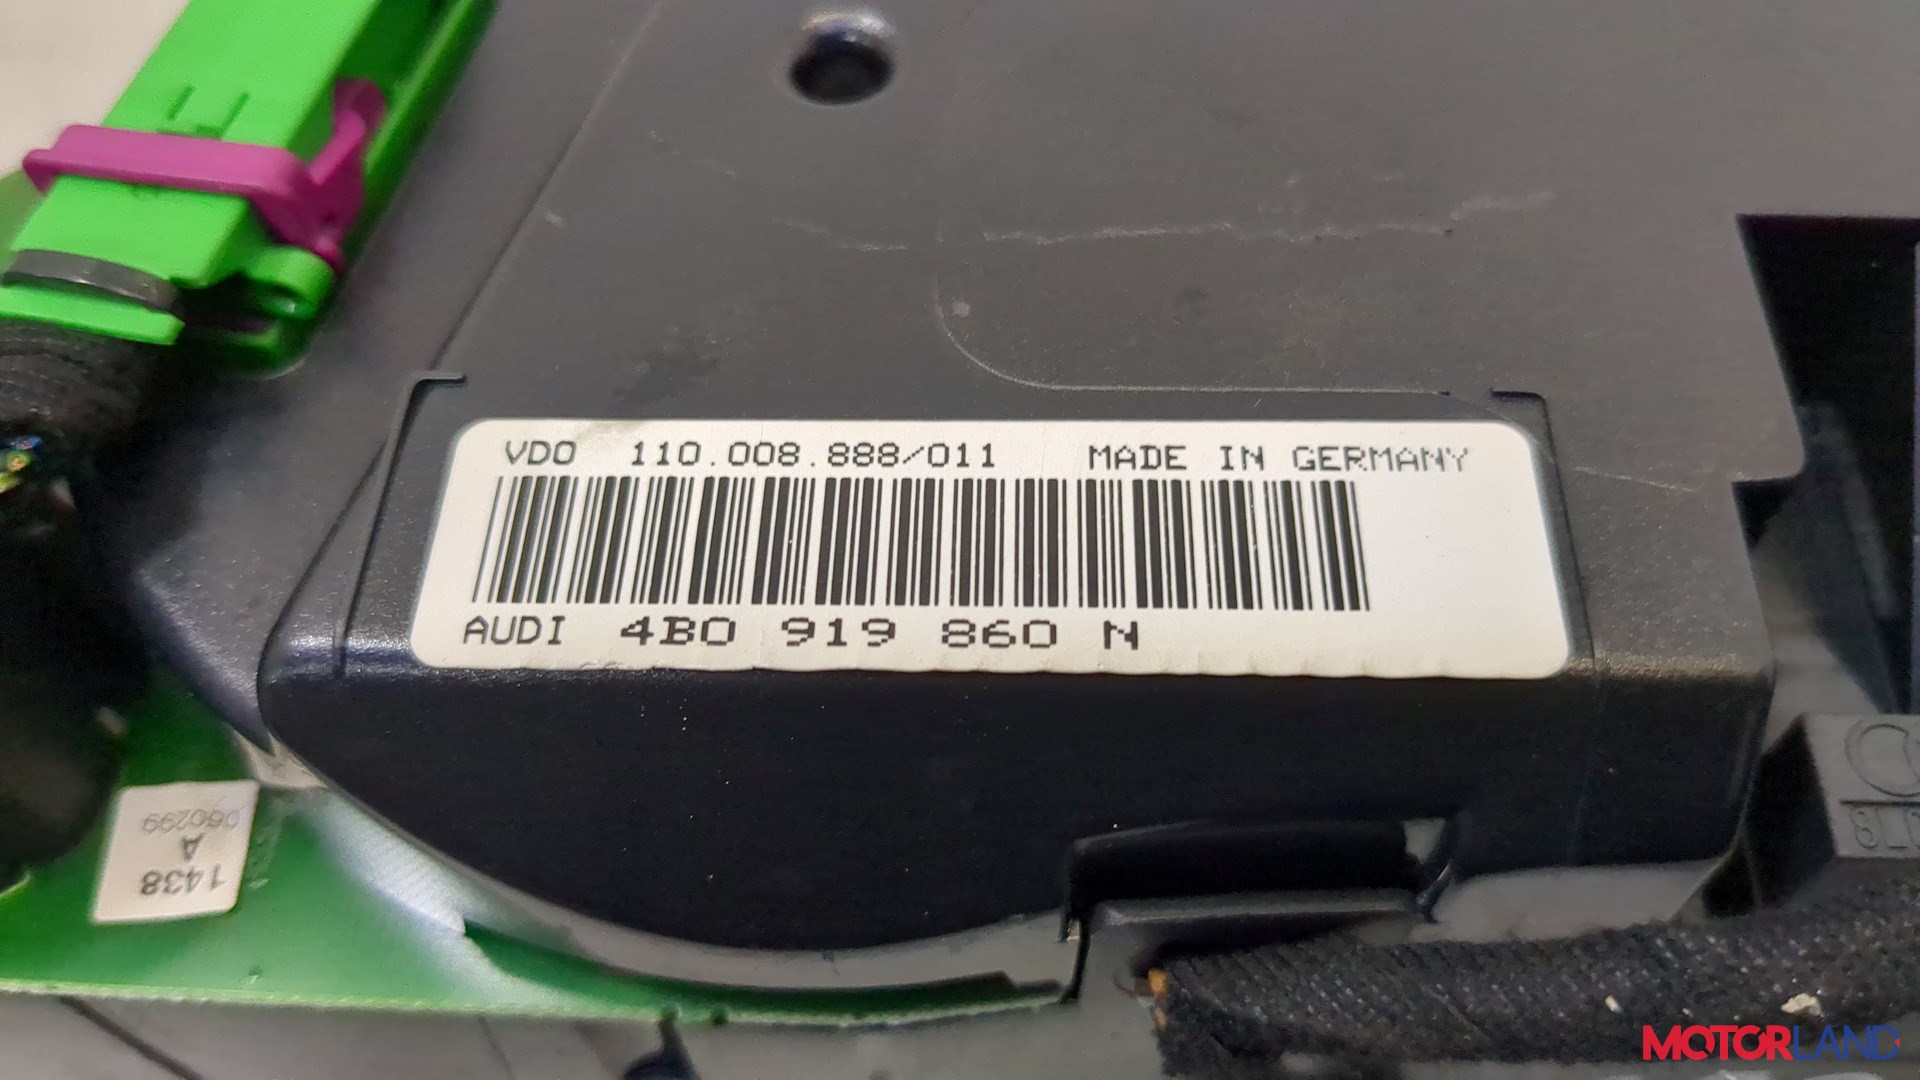 VDO 110.008.888/011 MADE IN GERMANY
AUDI 4B0 919 860 N
1438
A
060299
MOTORLAND